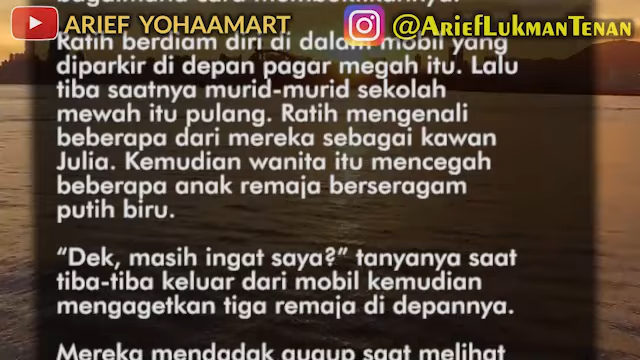 ARIEF YOHAAMART
@AriefLukmanTenan
Ratih berdiam diri di dalam mobil yang
diparkir di depan pagar megah itu. Lalu
tiba saatnya murid-murid sekolah
mewah itu pulang. Ratih mengenali
beberapa dari mereka sebagai kawan
Julia. Kemudian wanita itu mencegah
beberapa anak remaja berseragam
putih biru.
“Dek, masih ingat saya?” tanyanya saat
tiba-tiba keluar dari mobil kemudian
mengagetkan tiga remaja di depannya.
Mereka mendadak gugup saat melihat